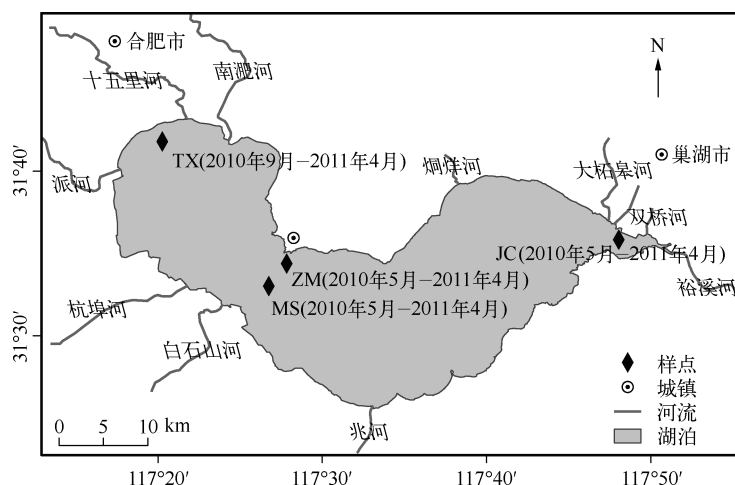 合肥市
N
南淝河
十五里河
巢湖市
31°40′
TX(2010年9月–2011年4月)
炯炀河
大柘皋河
派河
双桥河
JC(2010年5月–2011年4月)
ZM(2010年5月–2011年4月)
裕溪河
MS(2010年5月–2011年4月)
杭埠河
31°30′
白石山河
样点
城镇
河流
湖泊
0 5 10 km
兆河
117°20′
117°30′
117°40′
117°50′